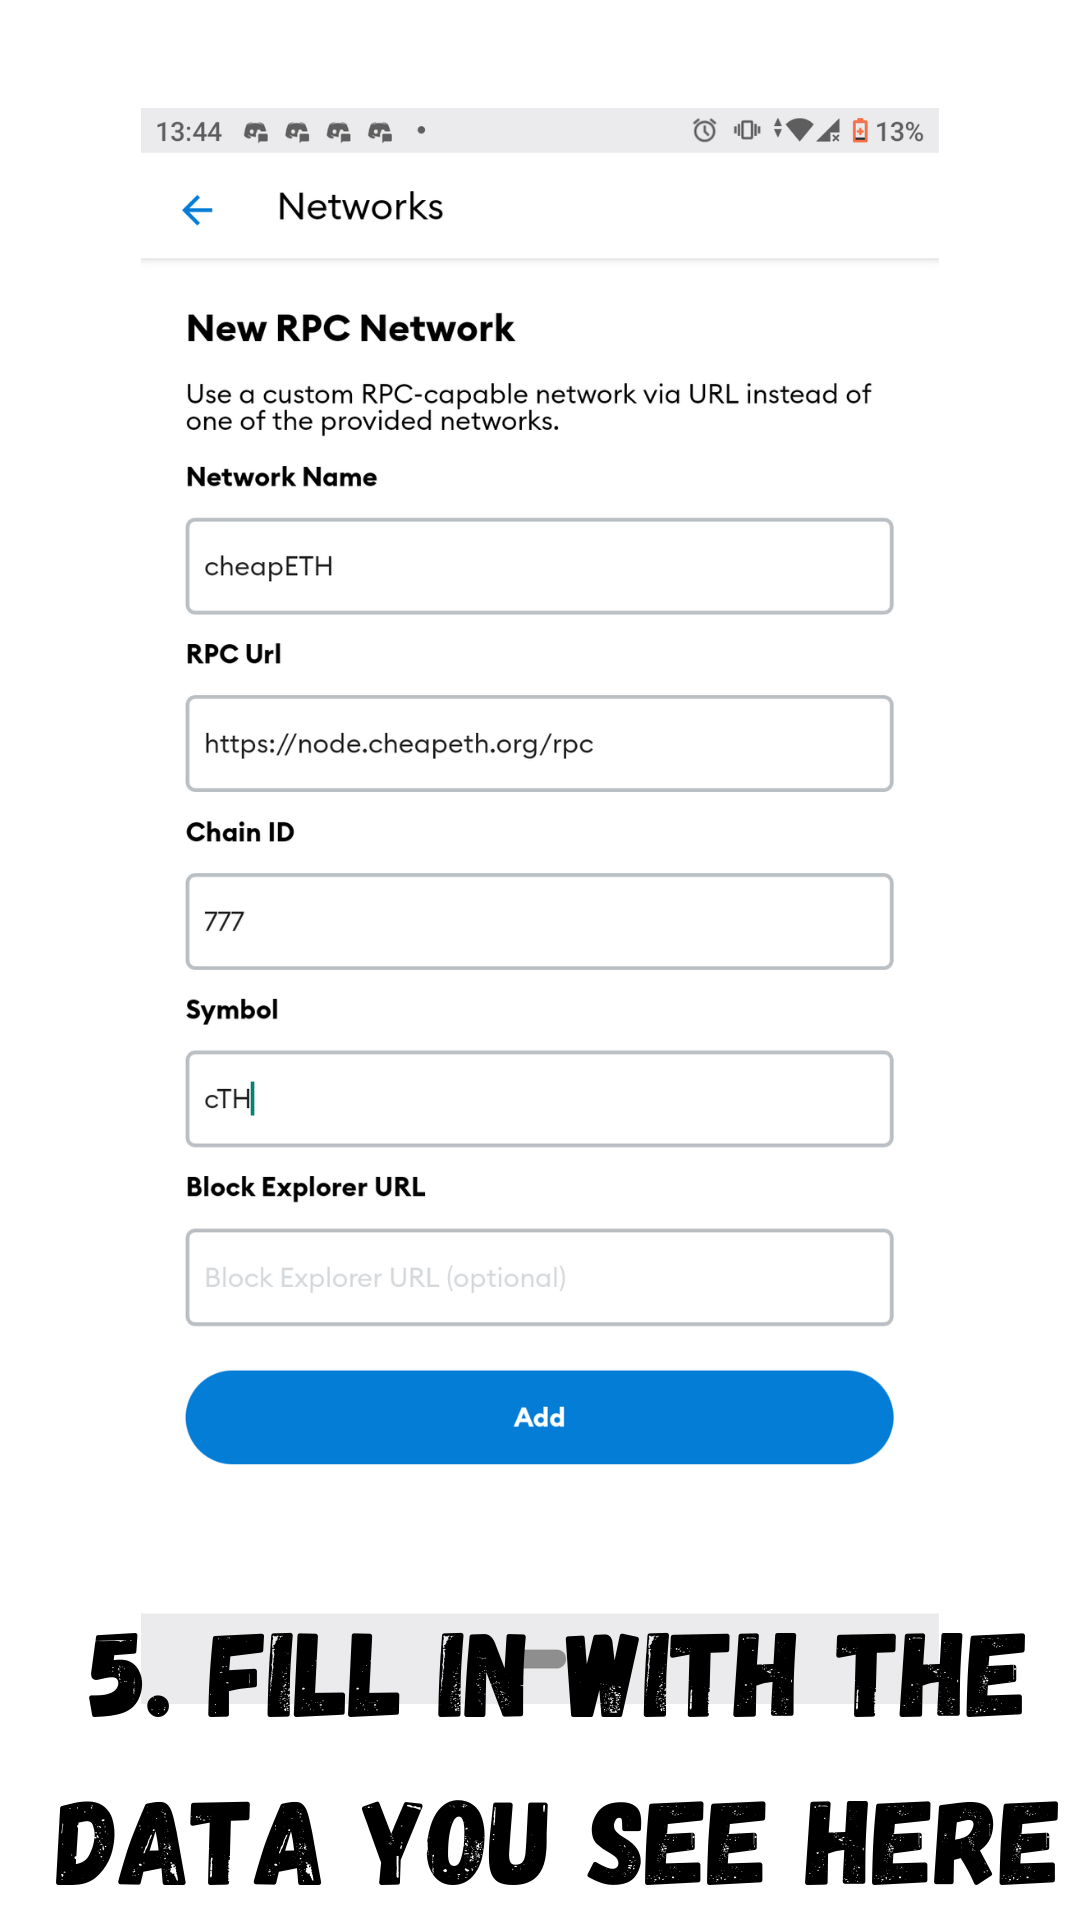 13:44
13%
Networks
New RPC Network
Use a custom RPC-capable network via URL instead of
one of the provided networks.
Network Name
cheapETH
RPC Url
https://node.cheapeth.org/rpc
Chain ID
777
Symbol
cTH
Block Explorer URL
Block Explorer URL (optional)
Add
5. FILL IN WITH THE
DATA YOU SEE HERE